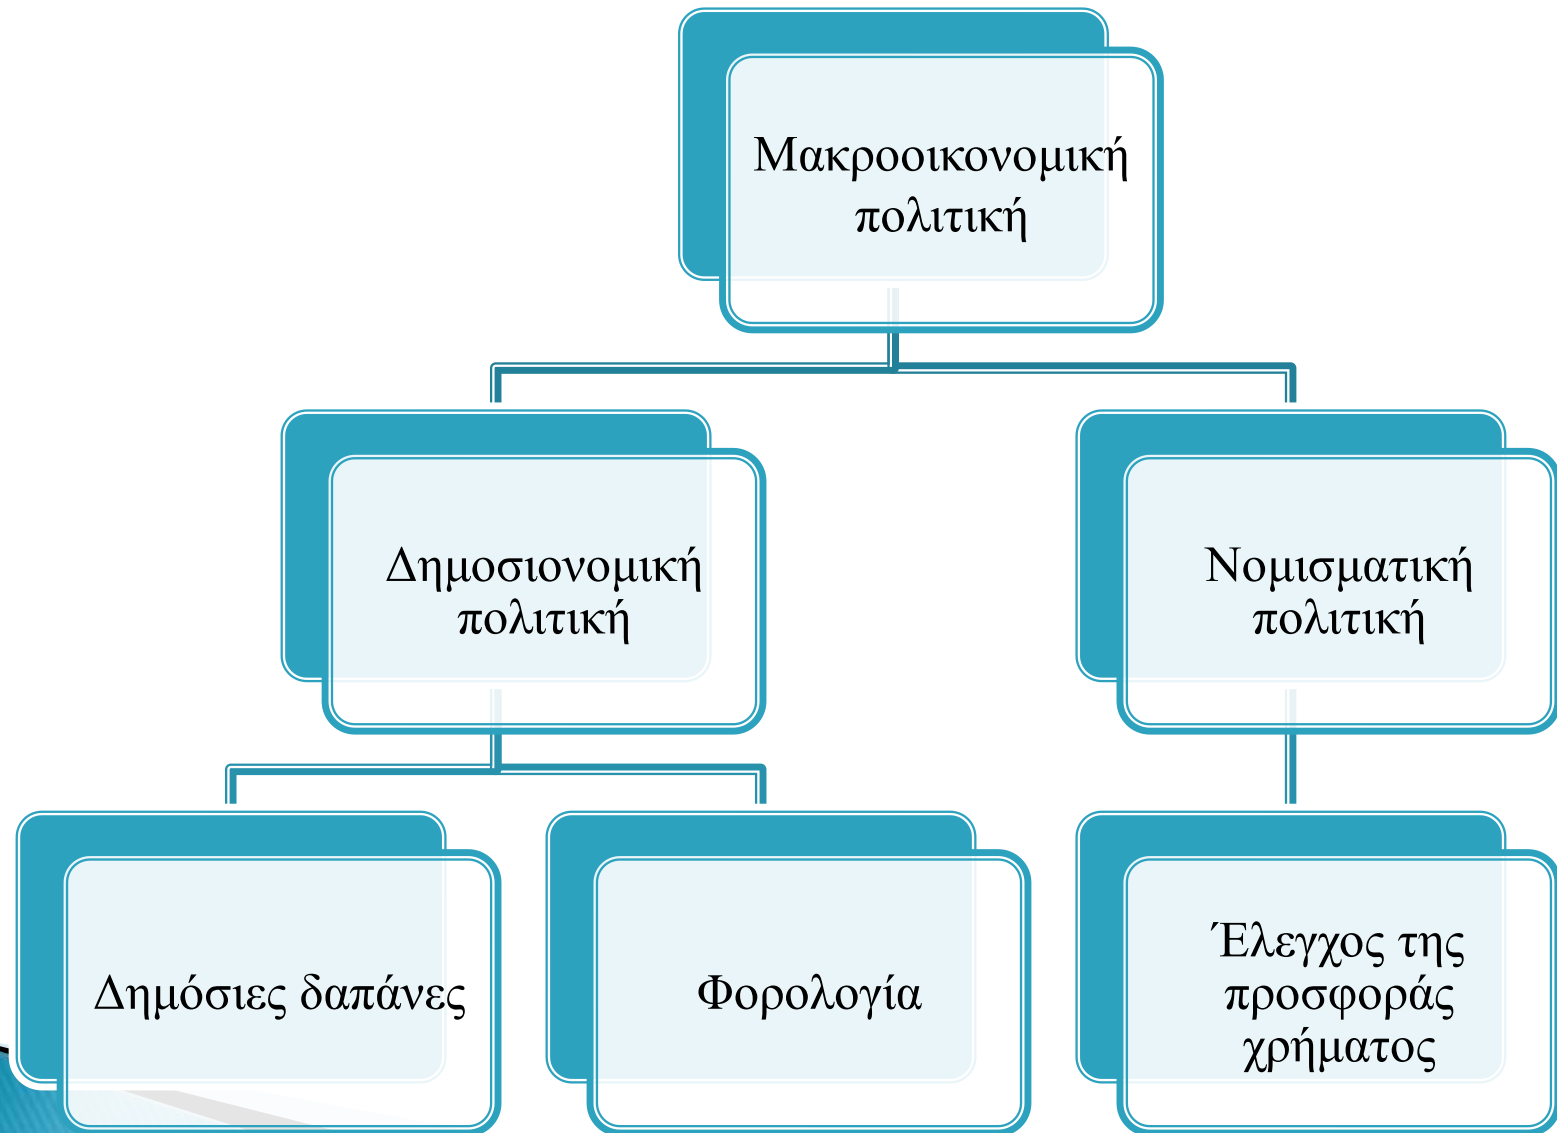 Μακροοικονομική
πολιτική
Δημοσιονομική
πολιτική
Νομισματική
πολιτική
Δημόσιες δαπάνες
Φορολογία
Έλεγχος της
προσφοράς
χρήματος